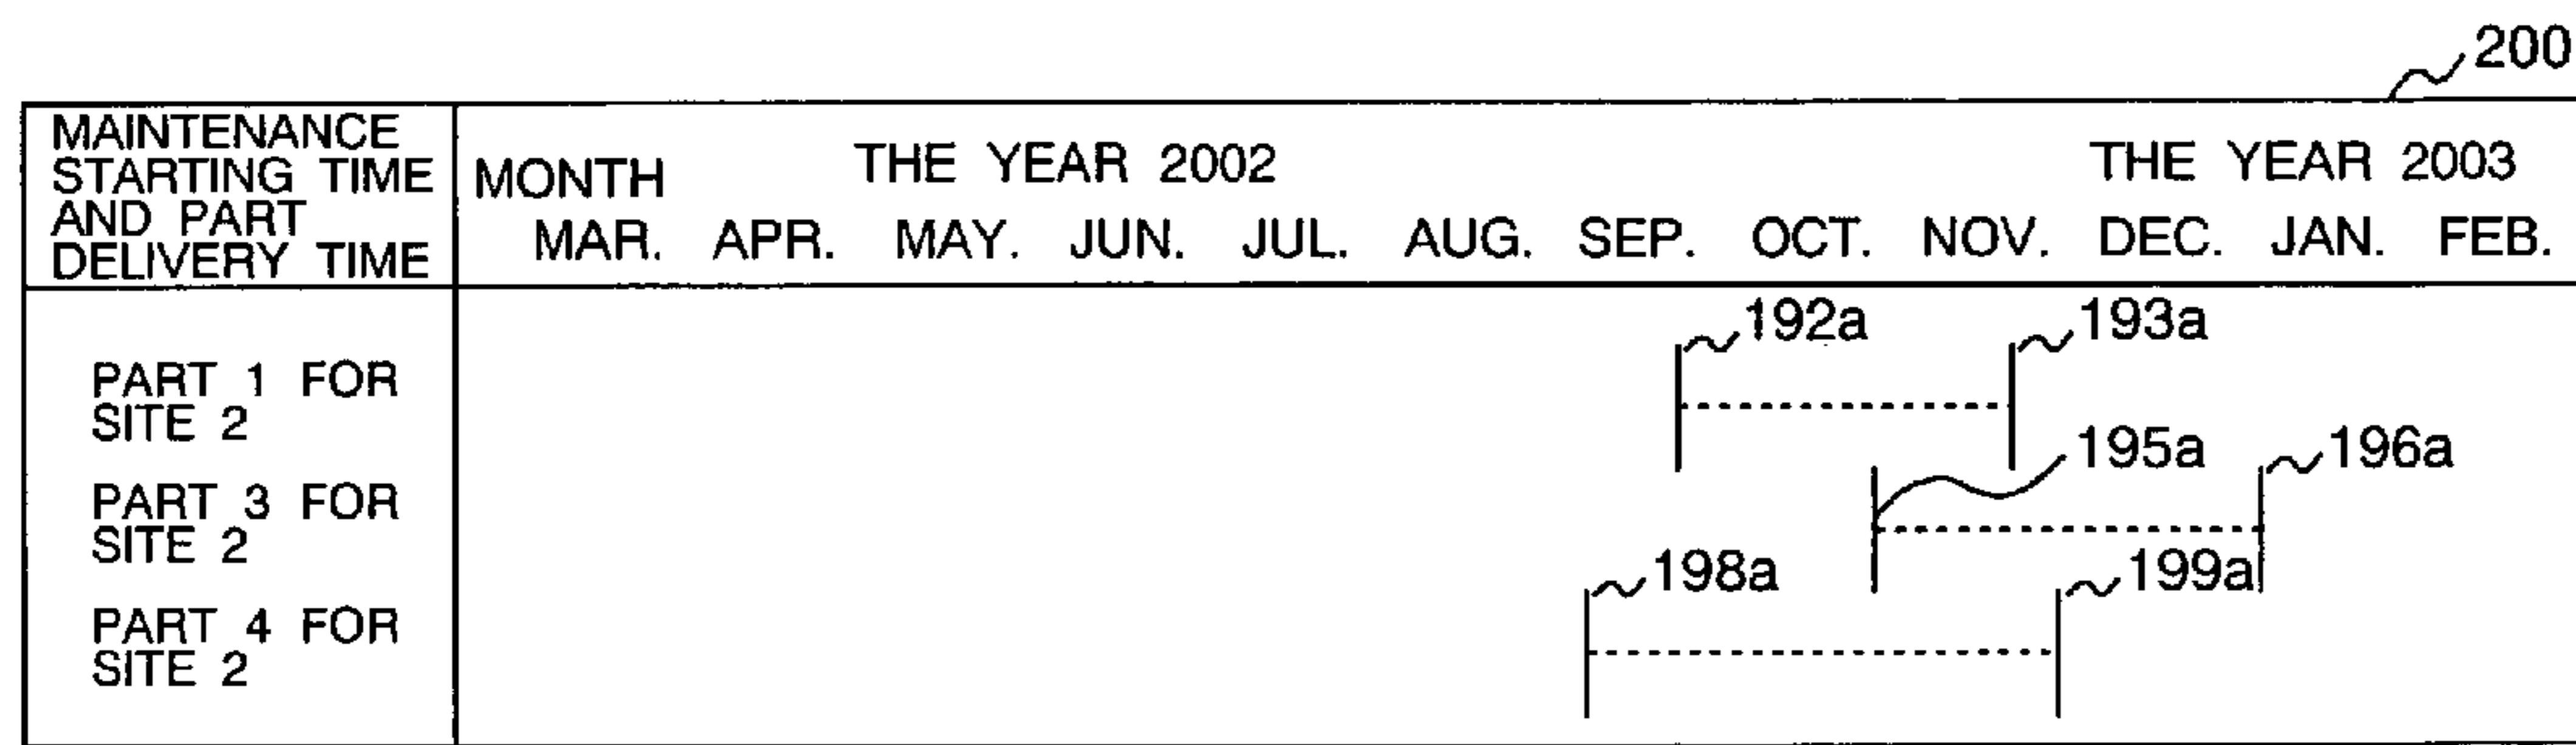 200
MAINTENANCE
STARTING TIME
AND PART
DELIVERY TIME
MONTH
THE YEAR 2002
THE YEAR 2003
MAR. APR. MAY. JUN. JUL. AUG. SEP. OCT. NOV. DEC. JAN. FEB.
PART 1 FOR
SITE 2
192a
193a
PART 3 FOR
SITE 2
195a
196a
PART 4 FOR
SITE 2
198a
199a